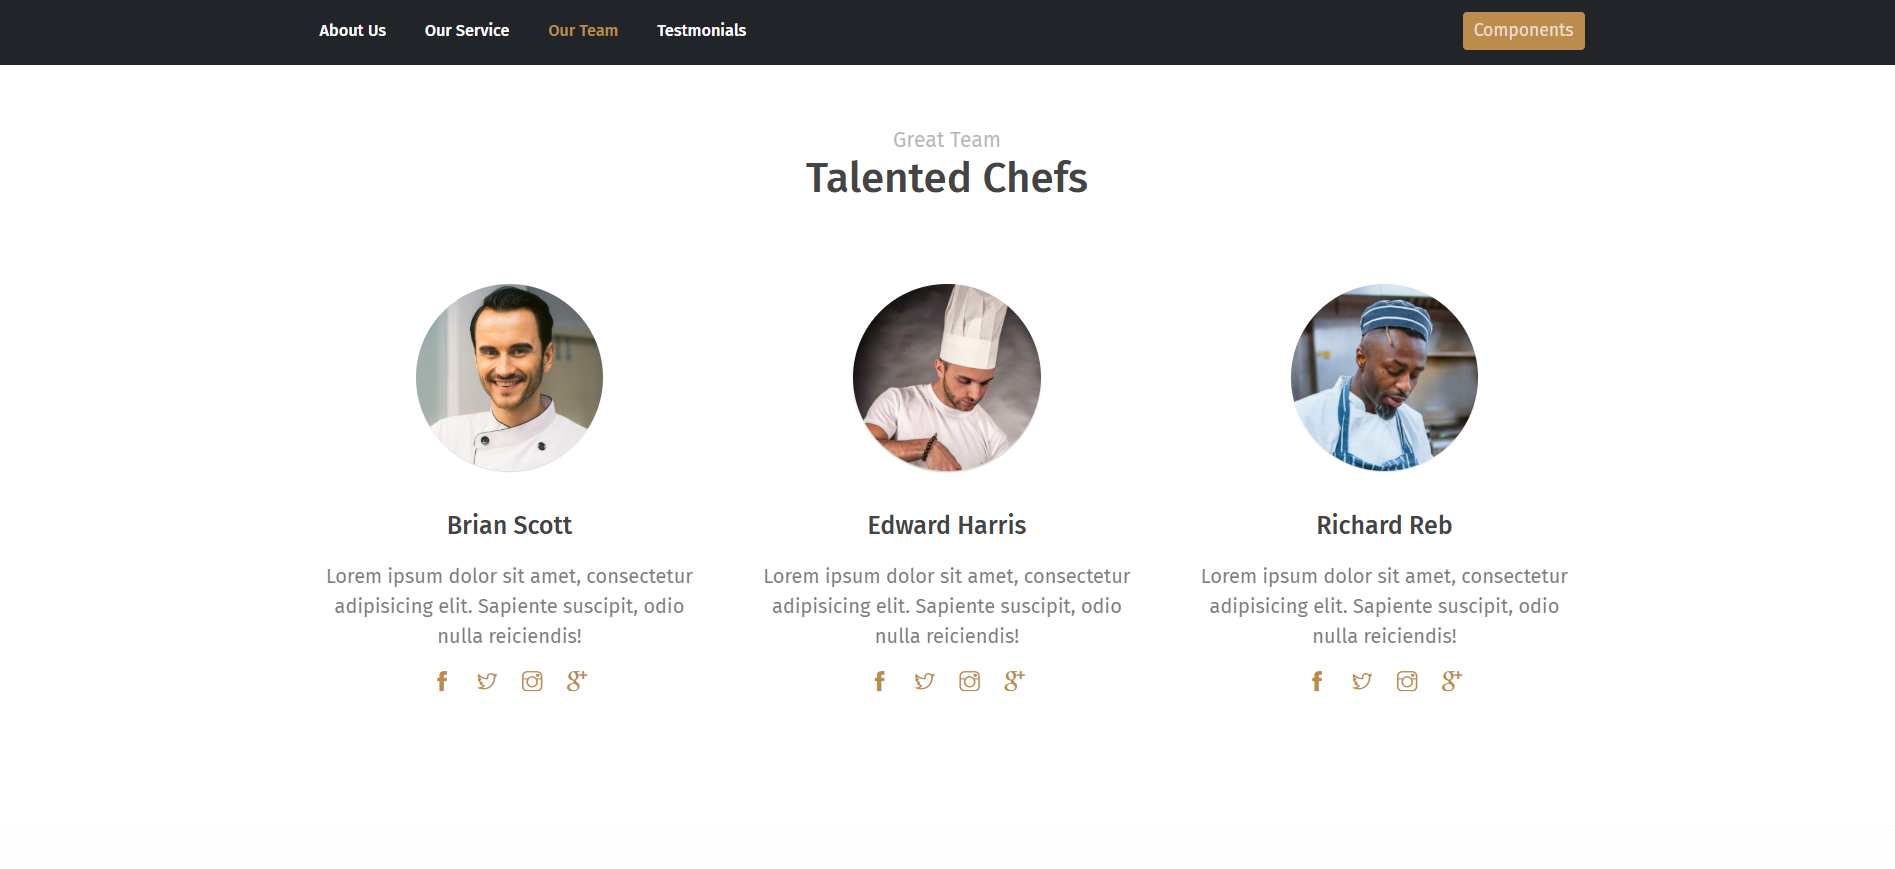 About Us Our Service Our Team Testmonials Components
Great Team
Talented Chefs
Brian Scott Edward Harris Richard Reb
Lorem ipsum dolor sit amet, consectetur
adipisicing elit. Sapiente suscipit, odio
nulla reiciendis!
Lorem ipsum dolor sit amet, consectetur
adipisicing elit. Sapiente suscipit, odio
nulla reiciendis!
Lorem ipsum dolor sit amet, consectetur
adipisicing elit. Sapiente suscipit, odio
nulla reiciendis!